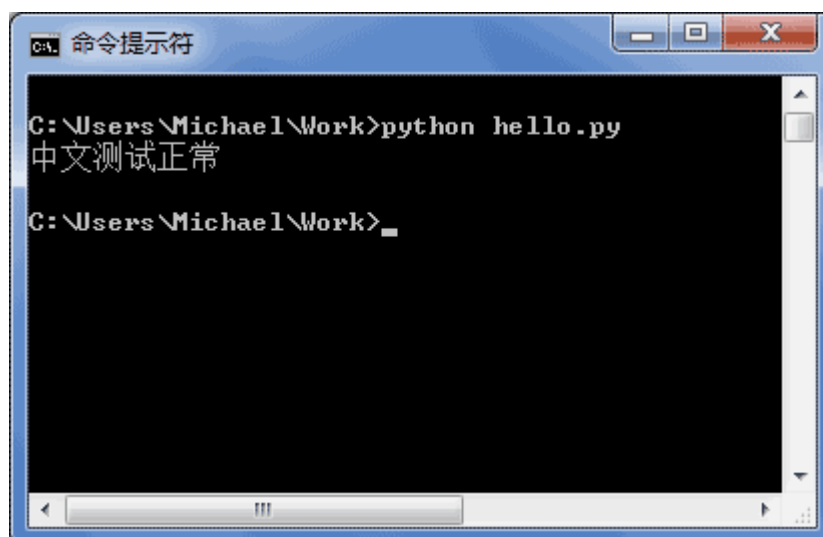 命令提示符
C:\Users\Michael\Work>python hello.py
中文测试正常
C:\Users\Michael\Work>_